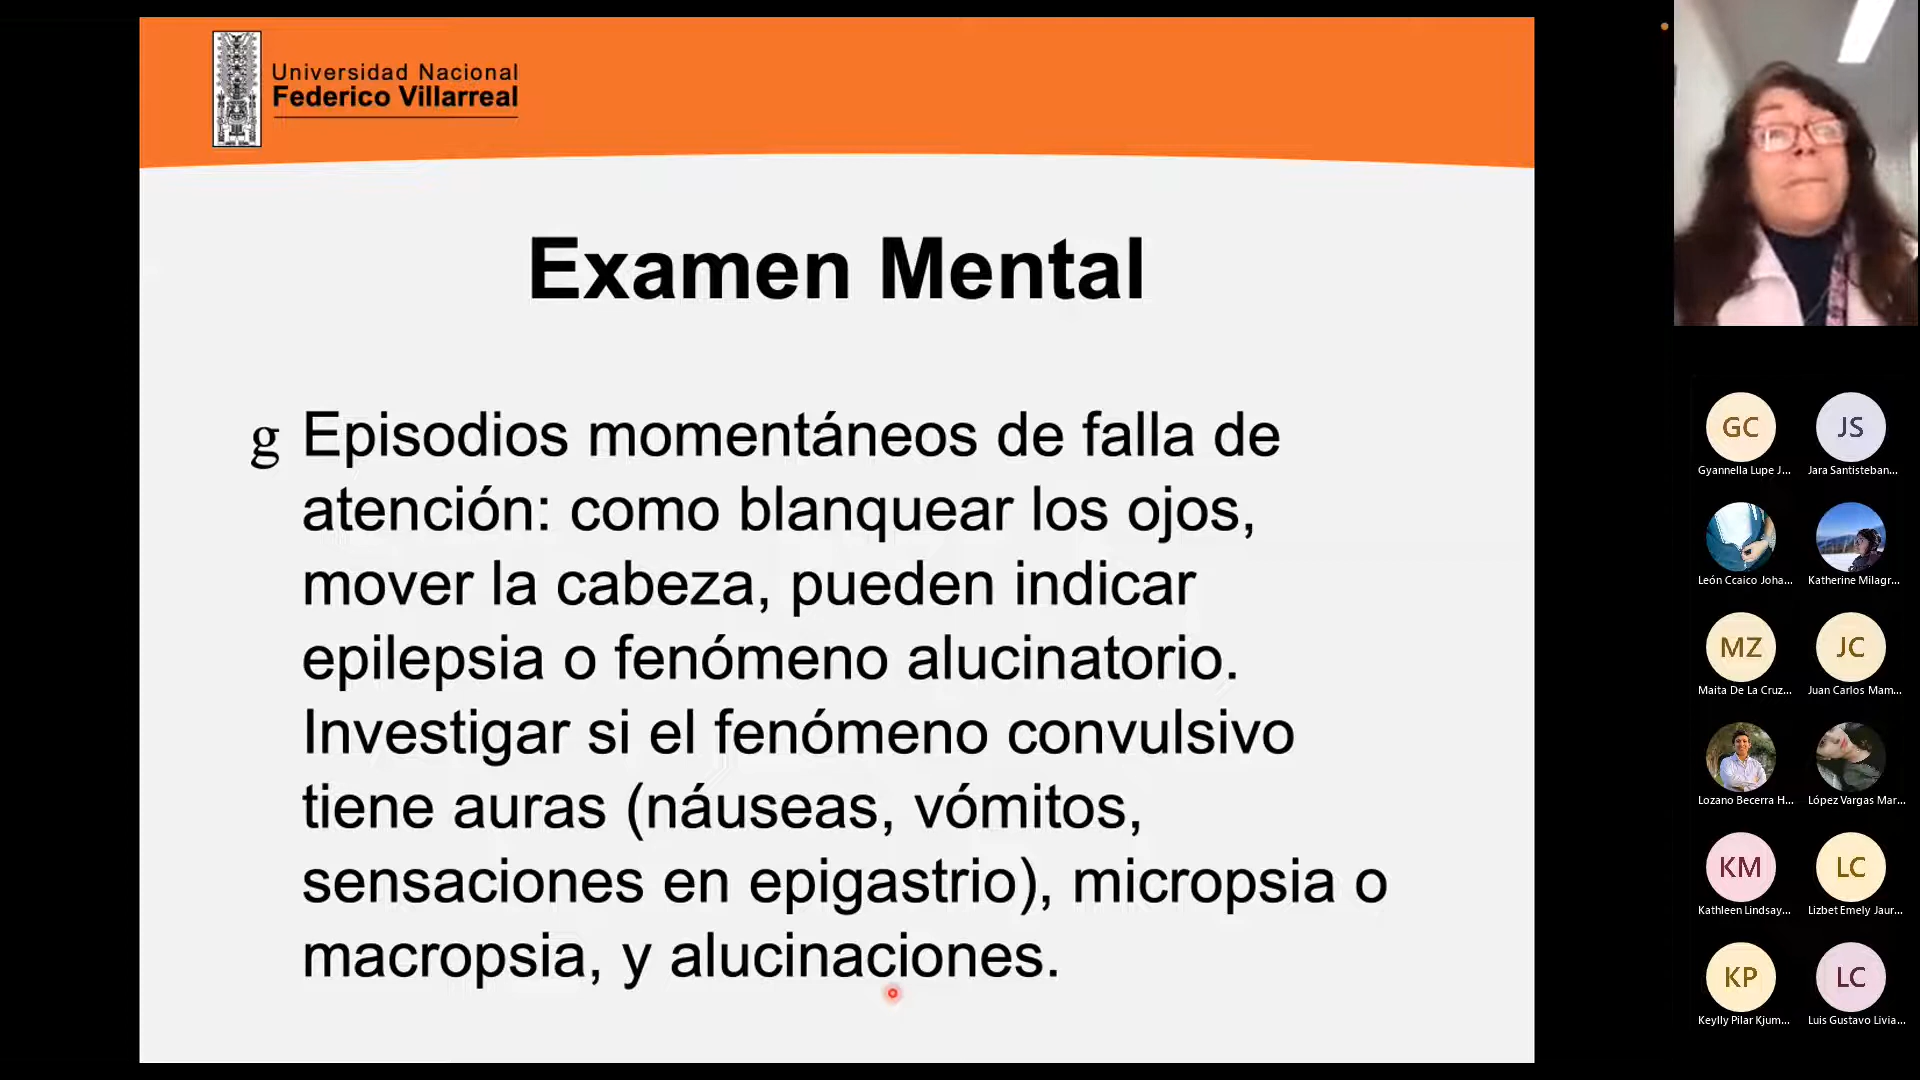 Universidad Nacional
Federico Villarreal
Examen Mental
g Episodios momentáneos de falla de
atención: como blanquear los ojos,
mover la cabeza, pueden indicar
epilepsia o fenómeno alucinatorio.
Investigar si el fenómeno convulsivo
tiene auras (náuseas, vómitos,
sensaciones en epigastrio), micropsia o
macropsia, y alucinaciones.
GC
JS
Gyannella Lupe J...
Jara Santisteban...
León Ccaico Joha...
Katherine Milagr...
MZ
JC
Maita De La Cruz...
Juan Carlos Mam...
Lozano Becerra H...
López Vargas Mar...
KM
LC
Kathleen Lindsay...
Lizbet Emely Jaur...
KP
LC
Keylly Pilar Kjum...
Luis Gustavo Livia...